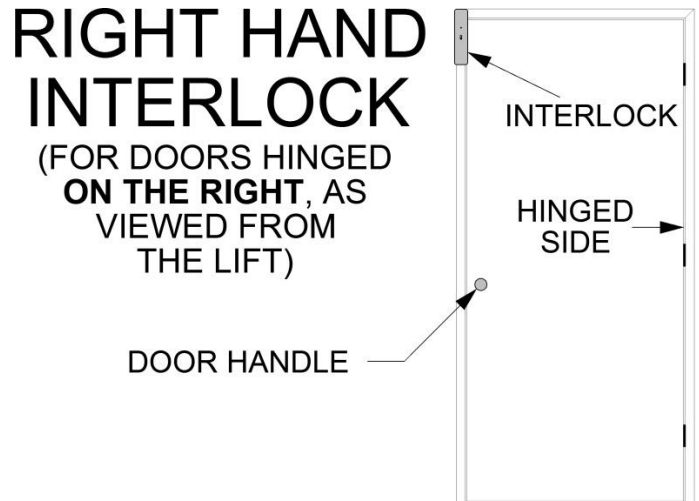 RIGHT HAND
INTERLOCK
(FOR DOORS HINGED
ON THE RIGHT, AS
VIEWED FROM
THE LIFT)
INTERLOCK
HINGED
SIDE
DOOR HANDLE